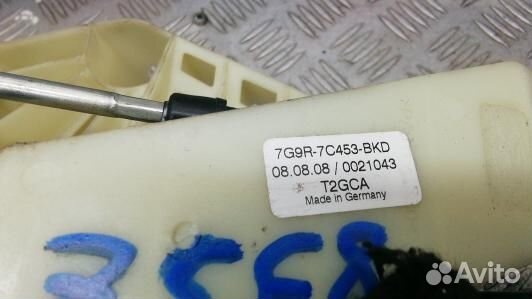 7G9R-7C453-BKD
08.08.08 / 0021043
T2GCA
Made in Germany
Avito